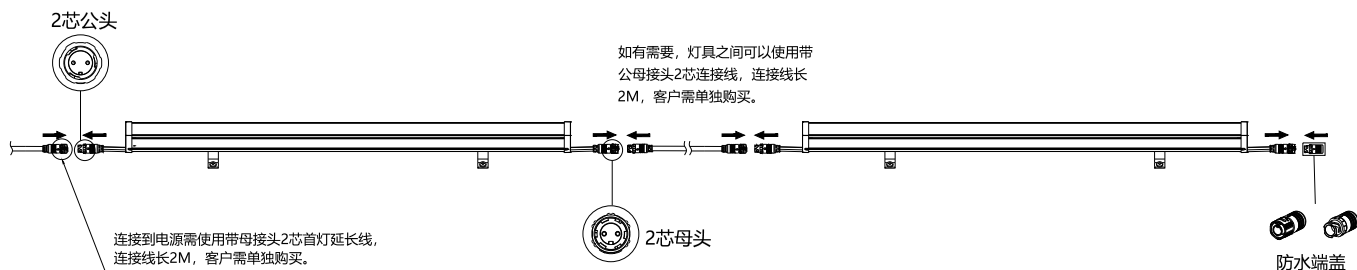 2芯公头
如有需要，灯具之间可以使用带
公母接头2芯连接线，连接线长
2M，客户需单独购买。
连接到电源需使用带母接头2芯首灯延长线，
连接线长2M，客户需单独购买。
2芯母头
防水端盖